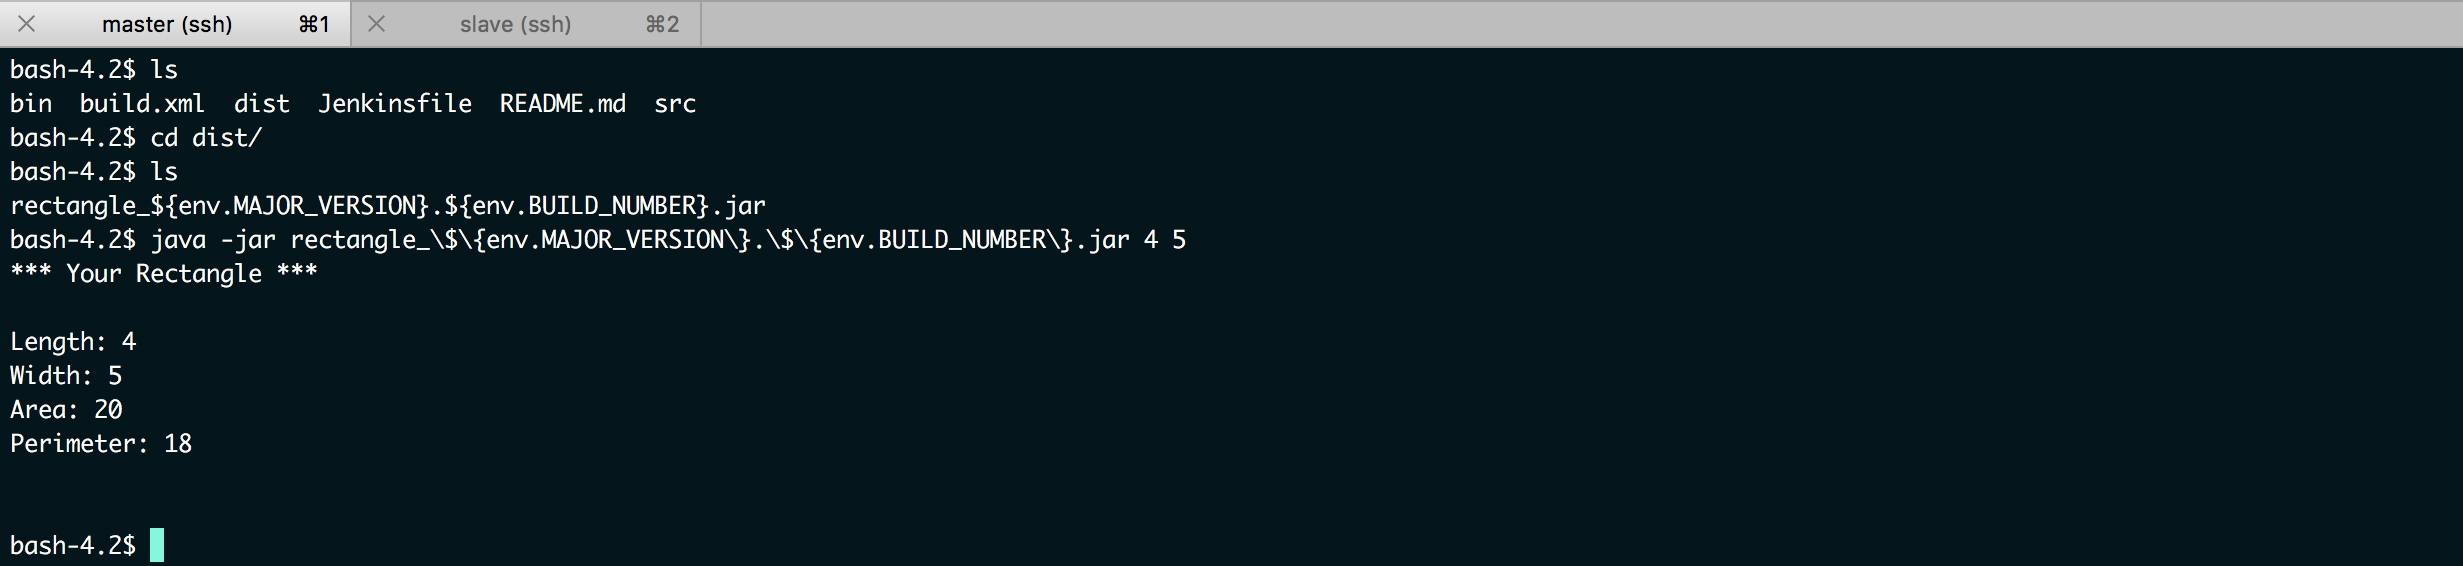 master (ssh) ⌘1 slave (ssh) ⌘2
bash-4.2$ ls
bin  build.xml  dist  Jenkinsfile  README.md  src
bash-4.2$ cd dist/
bash-4.2$ ls
rectangle_${env.MAJOR_VERSION}.${env.BUILD_NUMBER}.jar
bash-4.2$ java -jar rectangle_\$\{env.MAJOR_VERSION\}.\$\{env.BUILD_NUMBER\}.jar 4 5
*** Your Rectangle ***
Length: 4
Width: 5
Area: 20
Perimeter: 18
bash-4.2$